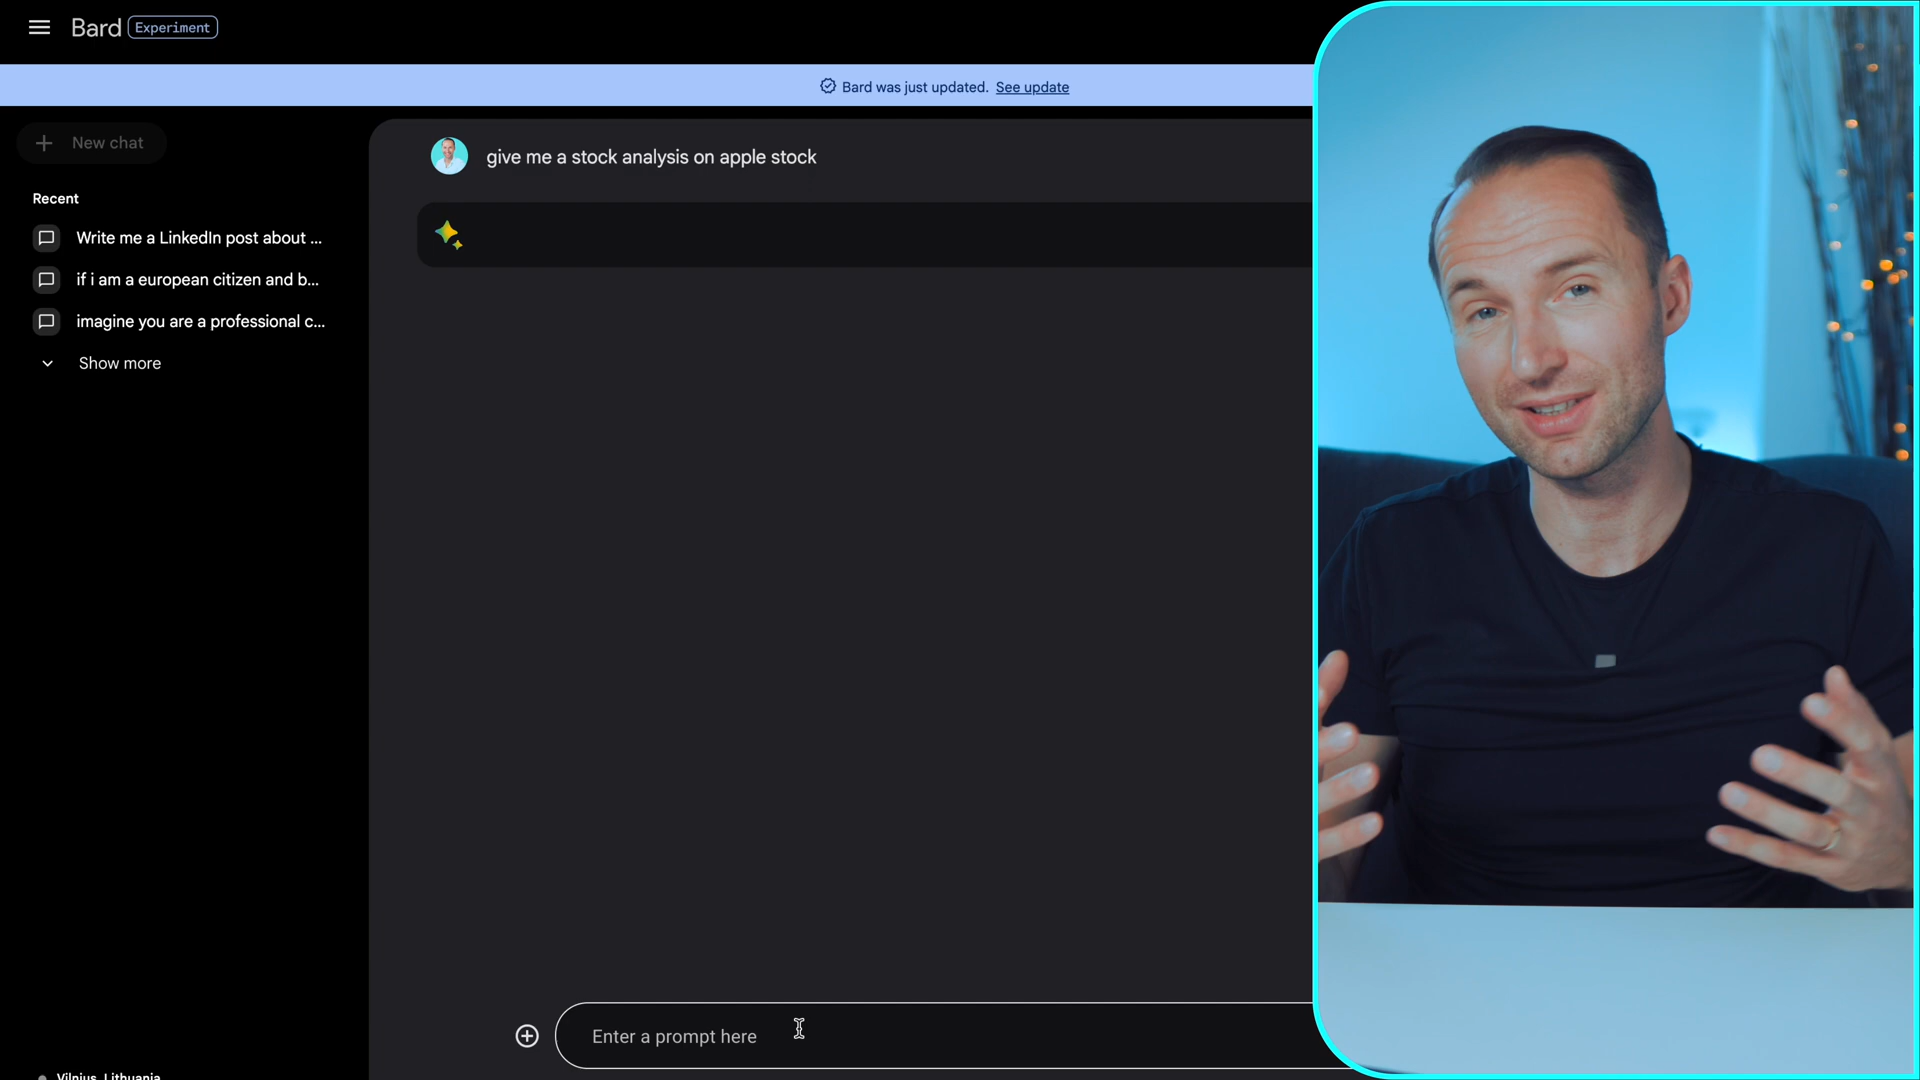 Bard Experiment
Bard was just updated. See update
New chat
give me a stock analysis on apple stock
Recent
Write me a LinkedIn post about ...
if i am a european citizen and b...
imagine you are a professional c...
Show more
Enter a prompt here
Vilnius, Lithuania